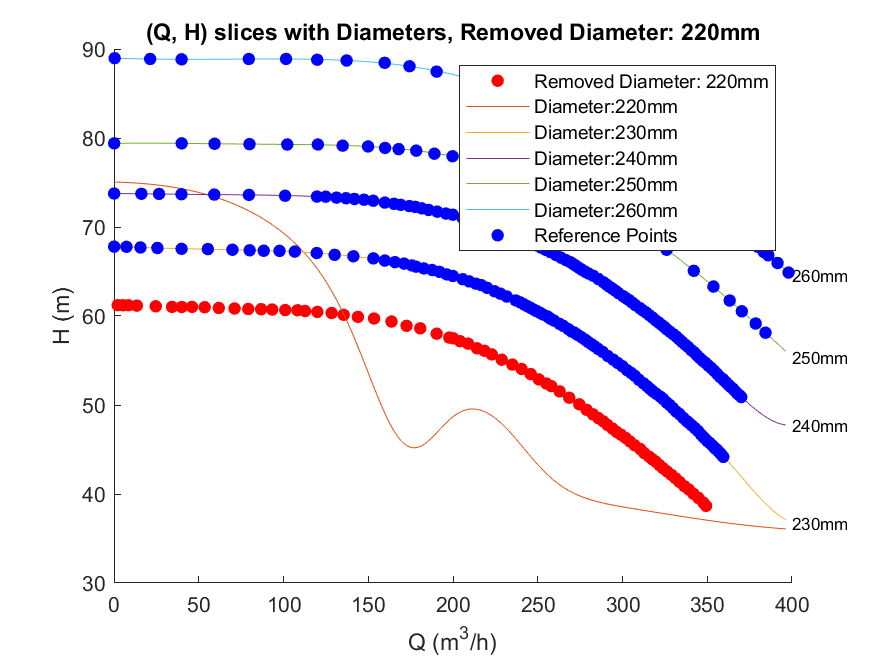 (Q, H) slices with Diameters, Removed Diameter: 220mm
90
80
70
60
50
40
30
H (m)
0
50
100
150
200
250
300
350
400
Q (m³/h)
Removed Diameter: 220mm
Diameter:220mm
Diameter:230mm
Diameter:240mm
Diameter:250mm
Diameter:260mm
Reference Points
260mm
250mm
240mm
230mm